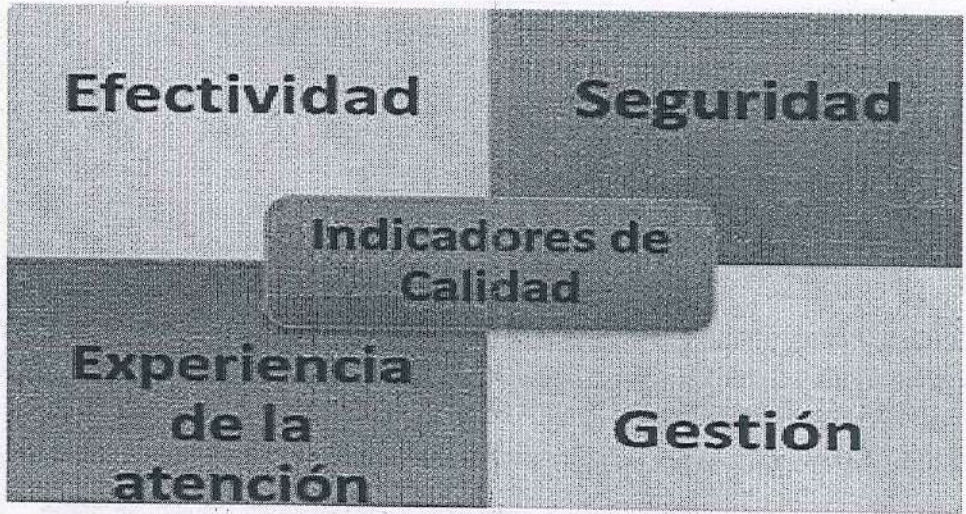 Efectividad
Seguridad
Indicadores de
Calidad
Experiencia
de la
atención
Gestión